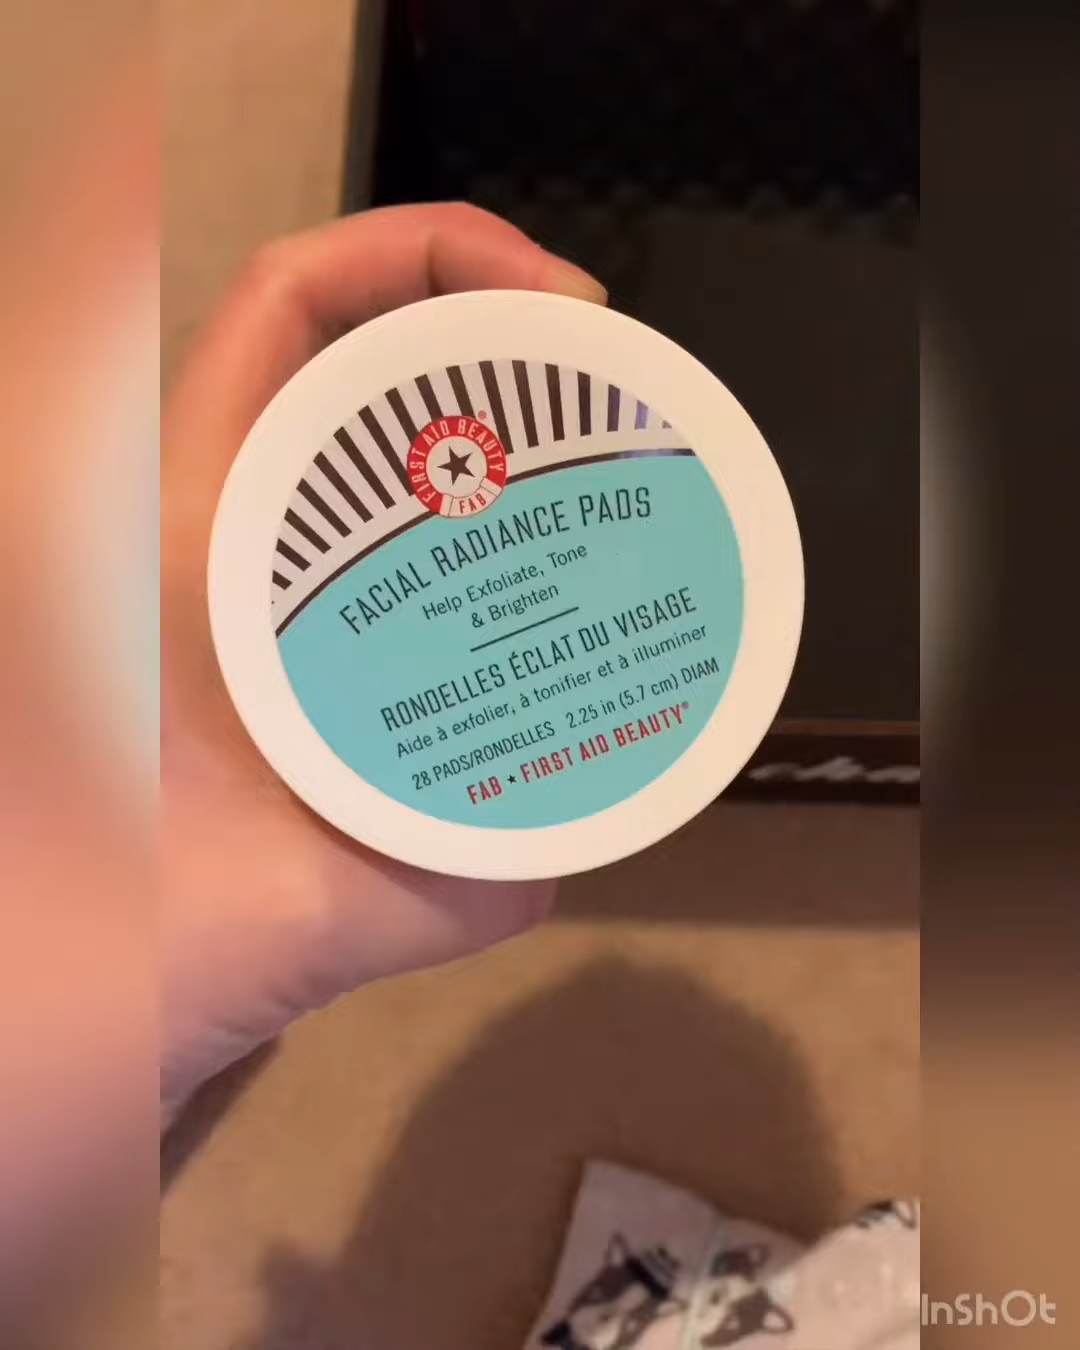 FIRST AID BEAUTY®
FAB
FACIAL RADIANCE PADS
Help Exfoliate, Tone
& Brighten
RONDELLES ÉCLAT DU VISAGE
Aide à exfolier, à tonifier et à illuminer
28 PADS/RONDELLES 2.25 in (5.7 cm) DIAM
FAB ★ FIRST AID BEAUTY®
cha
InShOt